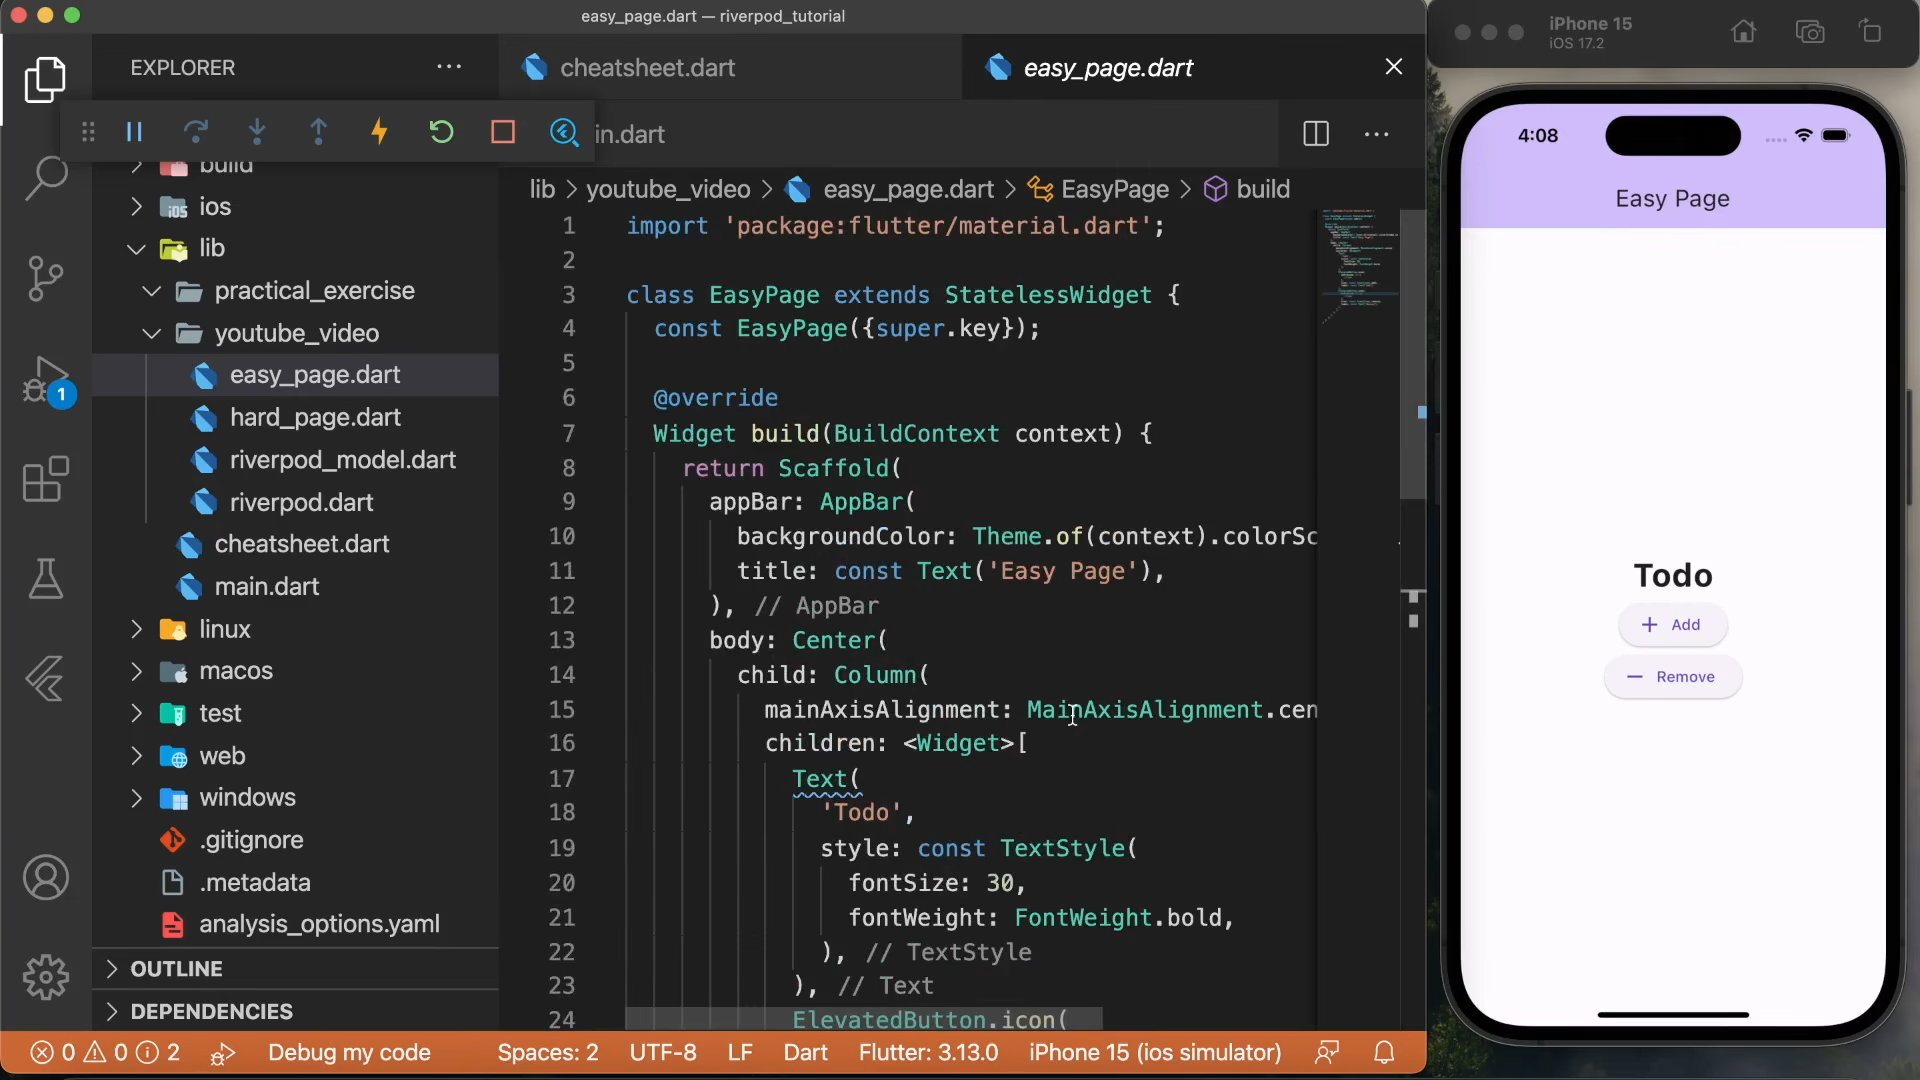 easy_page.dart — riverpod_tutorial
EXPLORER
cheatsheet.dart
easy_page.dart
in.dart
build
ios
lib
practical_exercise
youtube_video
easy_page.dart
hard_page.dart
riverpod_model.dart
riverpod.dart
cheatsheet.dart
main.dart
linux
macos
test
web
windows
.gitignore
.metadata
analysis_options.yaml
OUTLINE
DEPENDENCIES
1
lib > youtube_video > easy_page.dart > EasyPage > build
1 import 'package:flutter/material.dart';
2
3 class EasyPage extends StatelessWidget {
4 const EasyPage({super.key});
5
6 @override
7 Widget build(BuildContext context) {
8 return Scaffold(
9 appBar: AppBar(
10 backgroundColor: Theme.of(context).colorSc
11 title: const Text('Easy Page'),
12 ), // AppBar
13 body: Center(
14 child: Column(
15 mainAxisAlignment: MainAxisAlignment.cen
16 children: <Widget>[
17 Text(
18 'Todo',
19 style: const TextStyle(
20 fontSize: 30,
21 fontWeight: FontWeight.bold,
22 ), // TextStyle
23 ), // Text
24 ElevatedButton.icon(
0 0 2 Debug my code Spaces: 2 UTF-8 LF Dart Flutter: 3.13.0 iPhone 15 (ios simulator)
iPhone 15
iOS 17.2
4:08
Easy Page
Todo
+ Add
− Remove